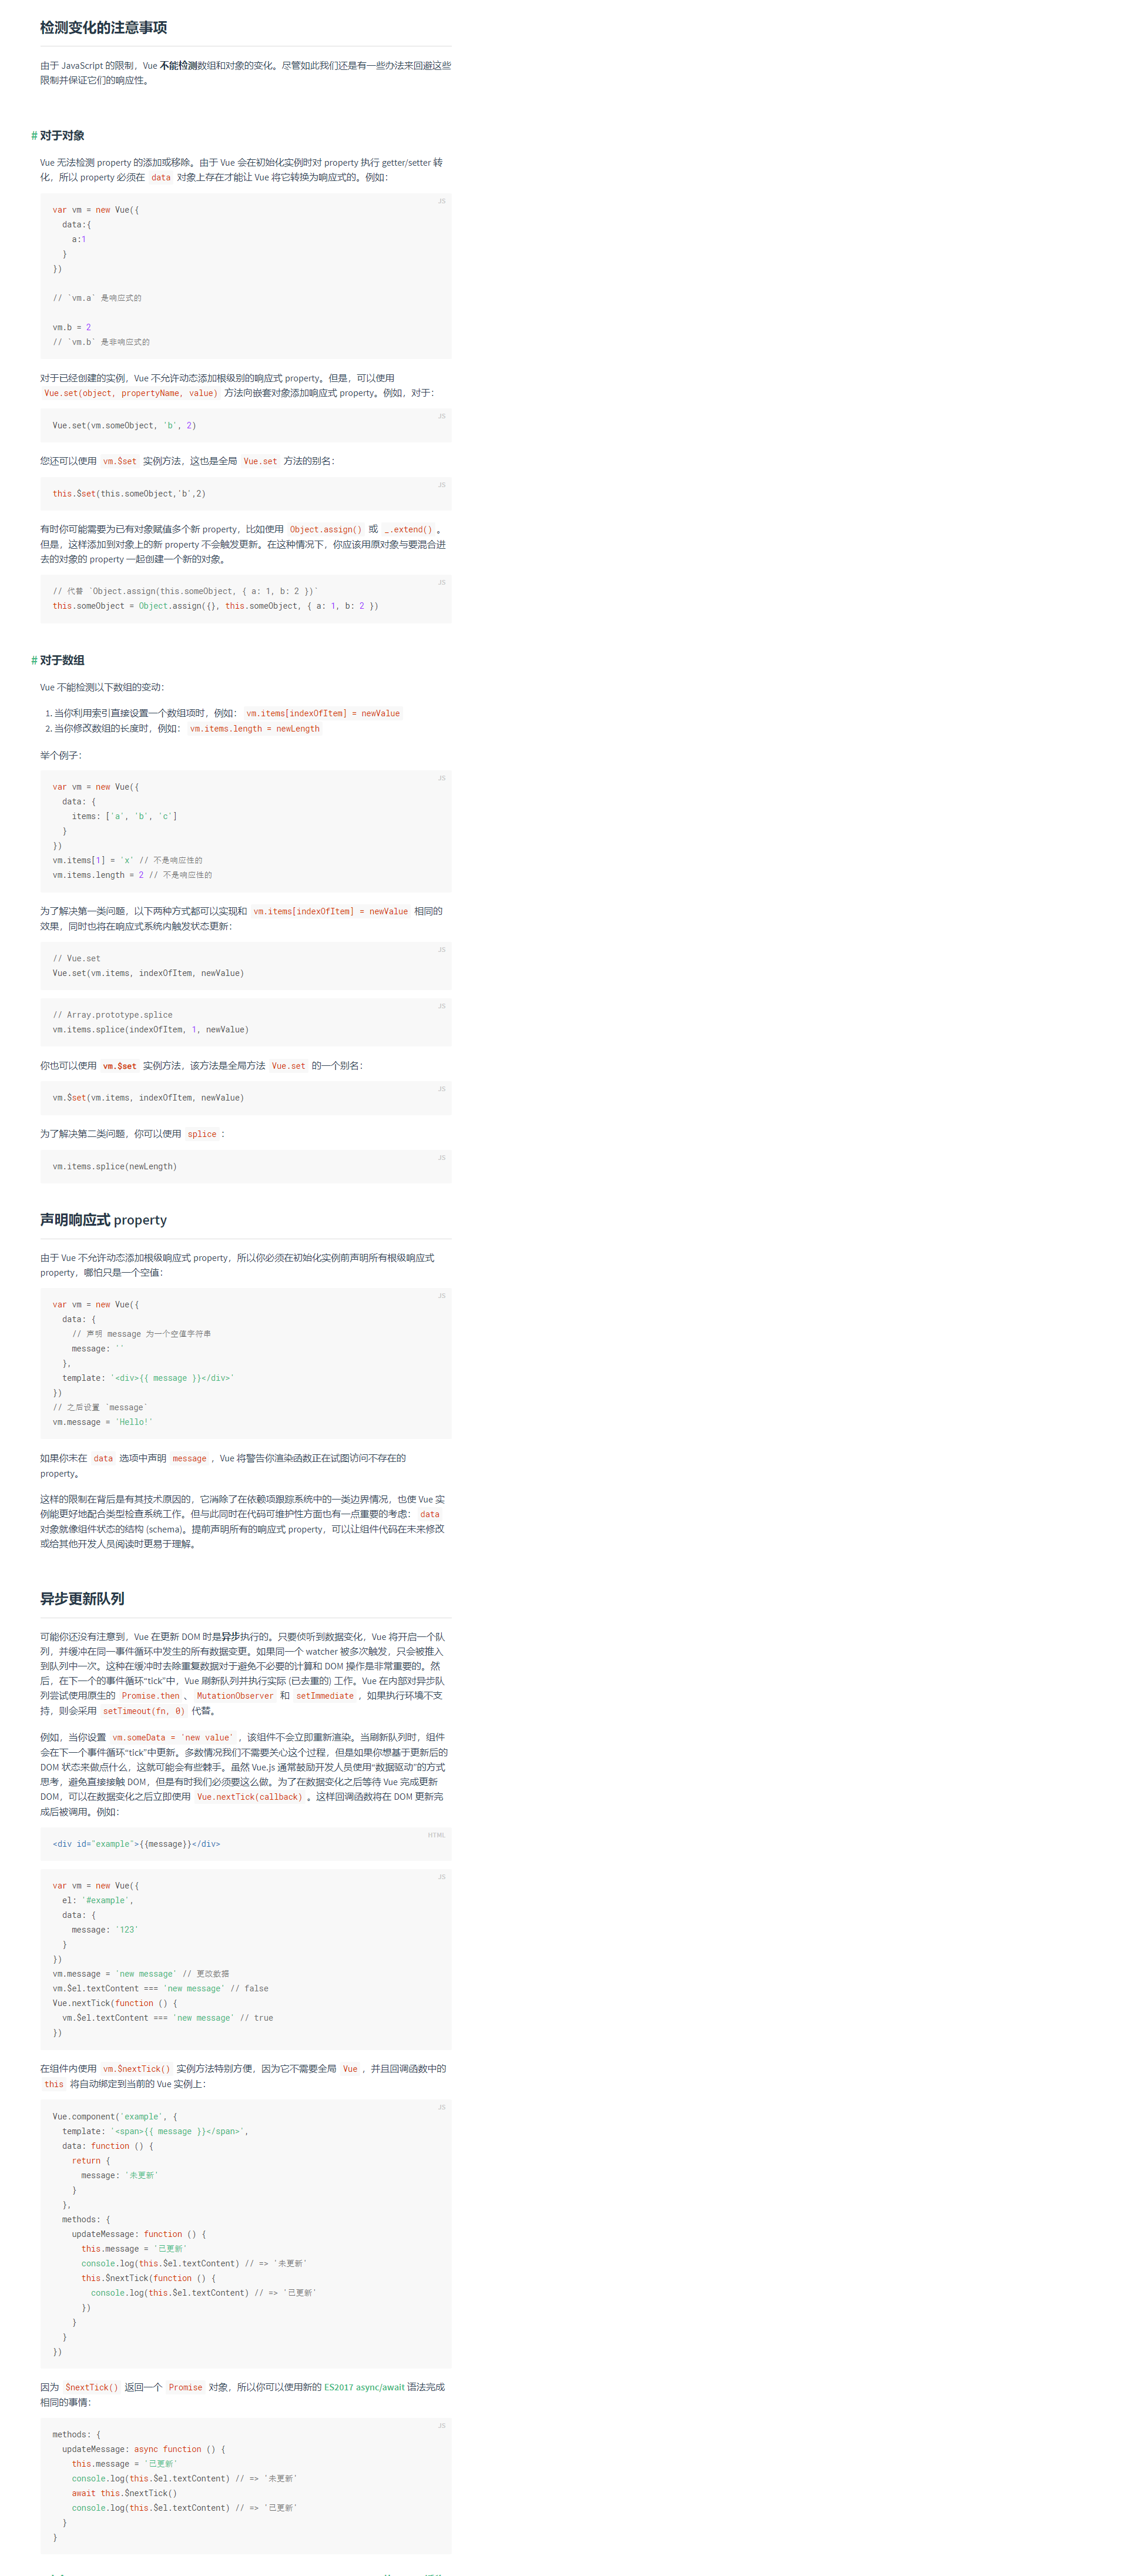 检测变化的注意事项
由于 JavaScript 的限制，Vue 不能检测数组和对象的变化。尽管如此我们还是有一些办法来回避这些
限制并保证它们的响应性。
# 对于对象
Vue 无法检测 property 的添加或移除。由于 Vue 会在初始化实例时对 property 执行 getter/setter 转
化，所以 property 必须在 data 对象上存在才能让 Vue 将它转换为响应式的。例如：
JS
var vm = new Vue({
  data:{
    a:1
  }
})
// `vm.a` 是响应式的
vm.b = 2
// `vm.b` 是非响应式的
对于已经创建的实例，Vue 不允许动态添加根级别的响应式 property。但是，可以使用
Vue.set(object, propertyName, value) 方法向嵌套对象添加响应式 property。例如，对于：
JS
Vue.set(vm.someObject, 'b', 2)
您还可以使用 vm.$set 实例方法，这也是全局 Vue.set 方法的别名：
JS
this.$set(this.someObject,'b',2)
有时你可能需要为已有对象赋值多个新 property，比如使用 Object.assign() 或 _.extend() 。
但是，这样添加到对象上的新 property 不会触发更新。在这种情况下，你应该用原对象与要混合进
去的对象的 property 一起创建一个新的对象。
JS
// 代替 `Object.assign(this.someObject, { a: 1, b: 2 })`
this.someObject = Object.assign({}, this.someObject, { a: 1, b: 2 })
# 对于数组
Vue 不能检测以下数组的变动：
1. 当你利用索引直接设置一个数组项时，例如： vm.items[indexOfItem] = newValue
2. 当你修改数组的长度时，例如： vm.items.length = newLength
举个例子：
JS
var vm = new Vue({
  data: {
    items: ['a', 'b', 'c']
  }
})
vm.items[1] = 'x' // 不是响应性的
vm.items.length = 2 // 不是响应性的
为了解决第一类问题，以下两种方式都可以实现和 vm.items[indexOfItem] = newValue 相同的
效果，同时也将在响应式系统内触发状态更新：
JS
// Vue.set
Vue.set(vm.items, indexOfItem, newValue)
JS
// Array.prototype.splice
vm.items.splice(indexOfItem, 1, newValue)
你也可以使用 vm.$set 实例方法，该方法是全局方法 Vue.set 的一个别名：
JS
vm.$set(vm.items, indexOfItem, newValue)
为了解决第二类问题，你可以使用 splice ：
JS
vm.items.splice(newLength)
声明响应式 property
由于 Vue 不允许动态添加根级响应式 property，所以你必须在初始化实例前声明所有根级响应式
property，哪怕只是一个空值：
JS
var vm = new Vue({
  data: {
    // 声明 message 为一个空值字符串
    message: ''
  },
  template: '<div>{{ message }}</div>'
})
// 之后设置 `message`
vm.message = 'Hello!'
如果你未在 data 选项中声明 message ，Vue 将警告你渲染函数正在试图访问不存在的
property。
这样的限制在背后是有其技术原因的，它消除了在依赖项跟踪系统中的一类边界情况，也使 Vue 实
例能更好地配合类型检查系统工作。但与此同时在代码可维护性方面也有一点重要的考虑： data
对象就像组件状态的结构 (schema)。提前声明所有的响应式 property，可以让组件代码在未来修改
或给其他开发人员阅读时更易于理解。
异步更新队列
可能你还没有注意到，Vue 在更新 DOM 时是异步执行的。只要侦听到数据变化，Vue 将开启一个队
列，并缓冲在同一事件循环中发生的所有数据变更。如果同一个 watcher 被多次触发，只会被推入
到队列中一次。这种在缓冲时去除重复数据对于避免不必要的计算和 DOM 操作是非常重要的。然
后，在下一个的事件循环“tick”中，Vue 刷新队列并执行实际 (已去重的) 工作。Vue 在内部对异步队
列尝试使用原生的 Promise.then 、 MutationObserver 和 setImmediate ，如果执行环境不支
持，则会采用 setTimeout(fn, 0) 代替。
例如，当你设置 vm.someData = 'new value' ，该组件不会立即重新渲染。当刷新队列时，组件
会在下一个事件循环“tick”中更新。多数情况我们不需要关心这个过程，但是如果你想基于更新后的
DOM 状态来做点什么，这就可能会有些棘手。虽然 Vue.js 通常鼓励开发人员使用“数据驱动”的方式
思考，避免直接接触 DOM，但是有时我们必须要这么做。为了在数据变化之后等待 Vue 完成更新
DOM，可以在数据变化之后立即使用 Vue.nextTick(callback) 。这样回调函数将在 DOM 更新完
成后被调用。例如：
HTML
<div id="example">{{message}}</div>
JS
var vm = new Vue({
  el: '#example',
  data: {
    message: '123'
  }
})
vm.message = 'new message' // 更改数据
vm.$el.textContent === 'new message' // false
Vue.nextTick(function () {
  vm.$el.textContent === 'new message' // true
})
在组件内使用 vm.$nextTick() 实例方法特别方便，因为它不需要全局 Vue ，并且回调函数中的
this 将自动绑定到当前的 Vue 实例上：
JS
Vue.component('example', {
  template: '<span>{{ message }}</span>',
  data: function () {
    return {
      message: '未更新'
    }
  },
  methods: {
    updateMessage: function () {
      this.message = '已更新'
      console.log(this.$el.textContent) // => '未更新'
      this.$nextTick(function () {
        console.log(this.$el.textContent) // => '已更新'
      })
    }
  }
})
因为 $nextTick() 返回一个 Promise 对象，所以你可以使用新的 ES2017 async/await 语法完成
相同的事情：
JS
methods: {
  updateMessage: async function () {
    this.message = '已更新'
    console.log(this.$el.textContent) // => '未更新'
    await this.$nextTick()
    console.log(this.$el.textContent) // => '已更新'
  }
}